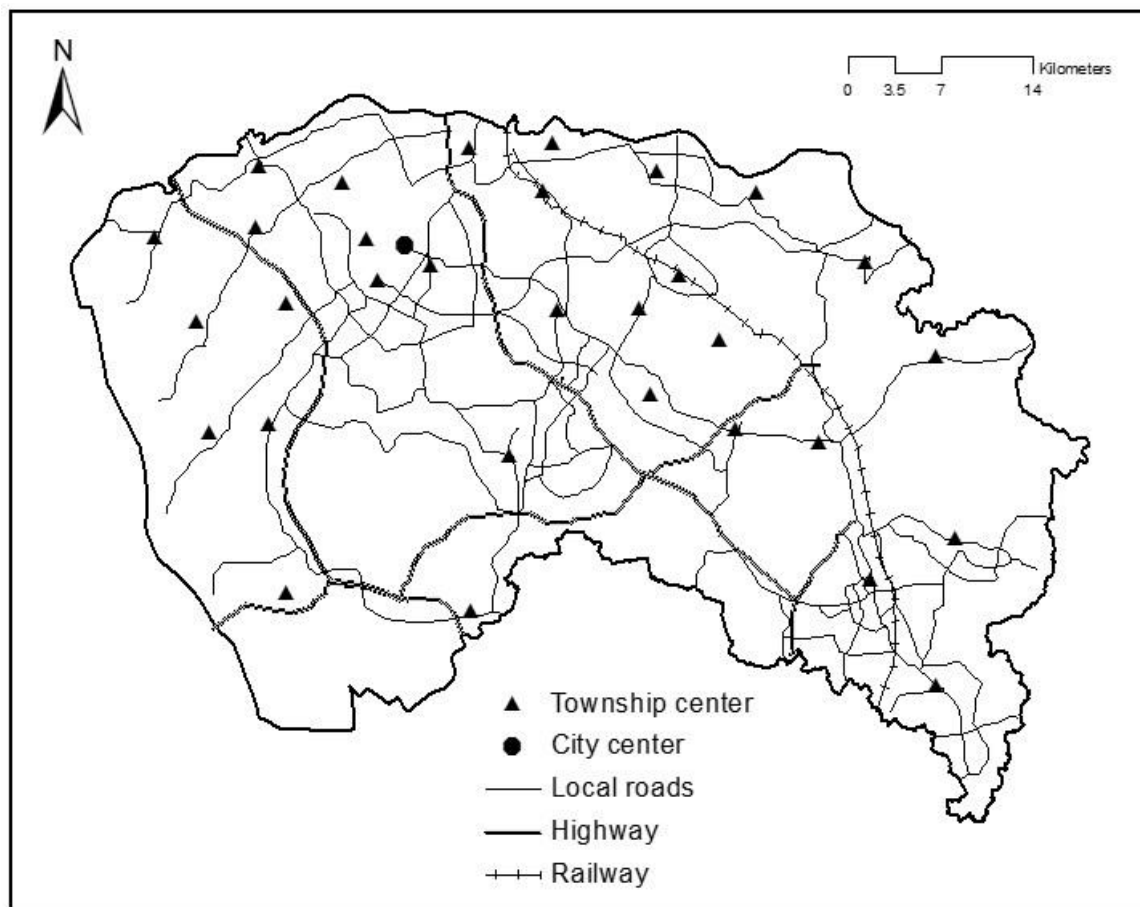 N
Kilometers
0 3.5 7 14
Township center
City center
Local roads
Highway
Railway